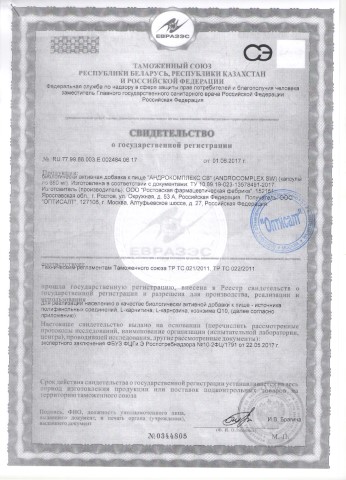 ЕВРАЗЭС
СЭ
ТАМОЖЕННЫЙ СОЮЗ
РЕСПУБЛИКИ БЕЛАРУСЬ, РЕСПУБЛИКИ КАЗАХСТАН
И РОССИЙСКОЙ ФЕДЕРАЦИИ
Федеральная служба по надзору в сфере защиты прав потребителей и благополучия человека
заместитель Главного государственного санитарного врача Российской Федерации
Российская Федерация
СВИДЕТЕЛЬСТВО
о государственной регистрации
№ RU.77.99.88.003.E.002484.06.17 от 01.06.2017 г.
Продукция:
биологически активная добавка к пище "АНДРОКОМПЛЕКС СВ" (ANDROCOMPLEX SW) (капсулы
по 650 мг). Изготовлена в соответствии с документами: ТУ 10.89.19-023-13678491-2017.
Изготовитель (производитель): ООО "Ростовская фармацевтическая фабрика", 152151,
Ярославская обл., г. Ростов, ул. Окружная, д. 53 А, Российская Федерация. Получатель: ООО
"ОПТИСАЛТ", 127106, г. Москва, Алтуфьевское шоссе, д. 27, Российская Федерация.
"Оптисалт"
ЕВРАЗЭС
Техническим регламентам Таможенного союза ТР ТС 021/2011, ТР ТС 022/2011
прошла государственную регистрацию, внесена в Реестр свидетельств о
государственной регистрации и разрешена для производства, реализации и
использования
для реализации населению в качестве биологически активной добавки к пище - источника
полифенольных соединений, L-карнитина, L-аргинина, коэнзима Q10, (далее согласно
приложению)
Настоящее свидетельство выдано на основании (перечислить рассмотренные
протоколы исследований, наименование организации (испытательной лаборатории,
центра), проводившей исследования, другие рассмотренные документы):
экспертного заключения ФБУЗ ФЦГиЭ Роспотребнадзора №10-2ФЦ/1791 от 22.05.2017 г.
Срок действия свидетельства о государственной регистрации устанавливается на весь
период изготовления продукции или поставок подконтрольных товаров на
территорию таможенного союза
Подпись, ФИО, должность уполномоченного лица,
выдавшего документ, и печать органа (учреждения),
выдавшего документ
И.В. Брагина
№0344808
М. П.